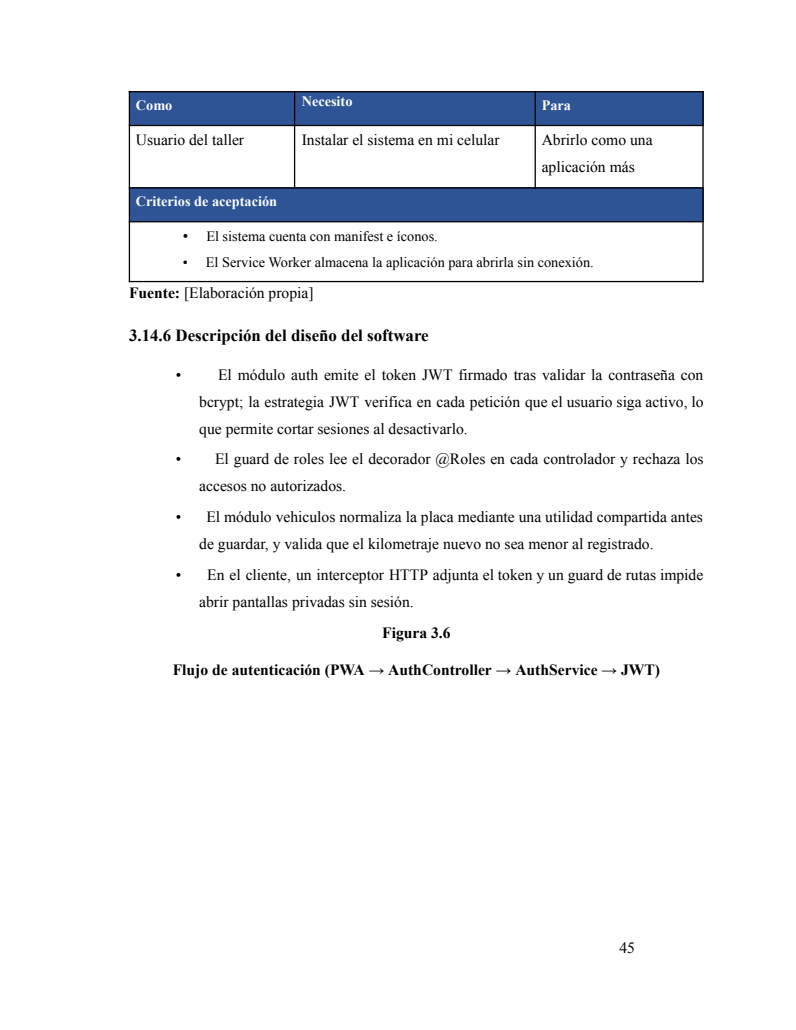 Como Necesito Para
Usuario del taller Instalar el sistema en mi celular Abrirlo como una
aplicación más
Criterios de aceptación
• El sistema cuenta con manifest e íconos.
• El Service Worker almacena la aplicación para abrirla sin conexión.
Fuente: [Elaboración propia]
3.14.6 Descripción del diseño del software
• El módulo auth emite el token JWT firmado tras validar la contraseña con
bcrypt; la estrategia JWT verifica en cada petición que el usuario siga activo, lo
que permite cortar sesiones al desactivarlo.
• El guard de roles lee el decorador @Roles en cada controlador y rechaza los
accesos no autorizados.
• El módulo vehiculos normaliza la placa mediante una utilidad compartida antes
de guardar, y valida que el kilometraje nuevo no sea menor al registrado.
• En el cliente, un interceptor HTTP adjunta el token y un guard de rutas impide
abrir pantallas privadas sin sesión.
Figura 3.6
Flujo de autenticación (PWA → AuthController → AuthService → JWT)
45